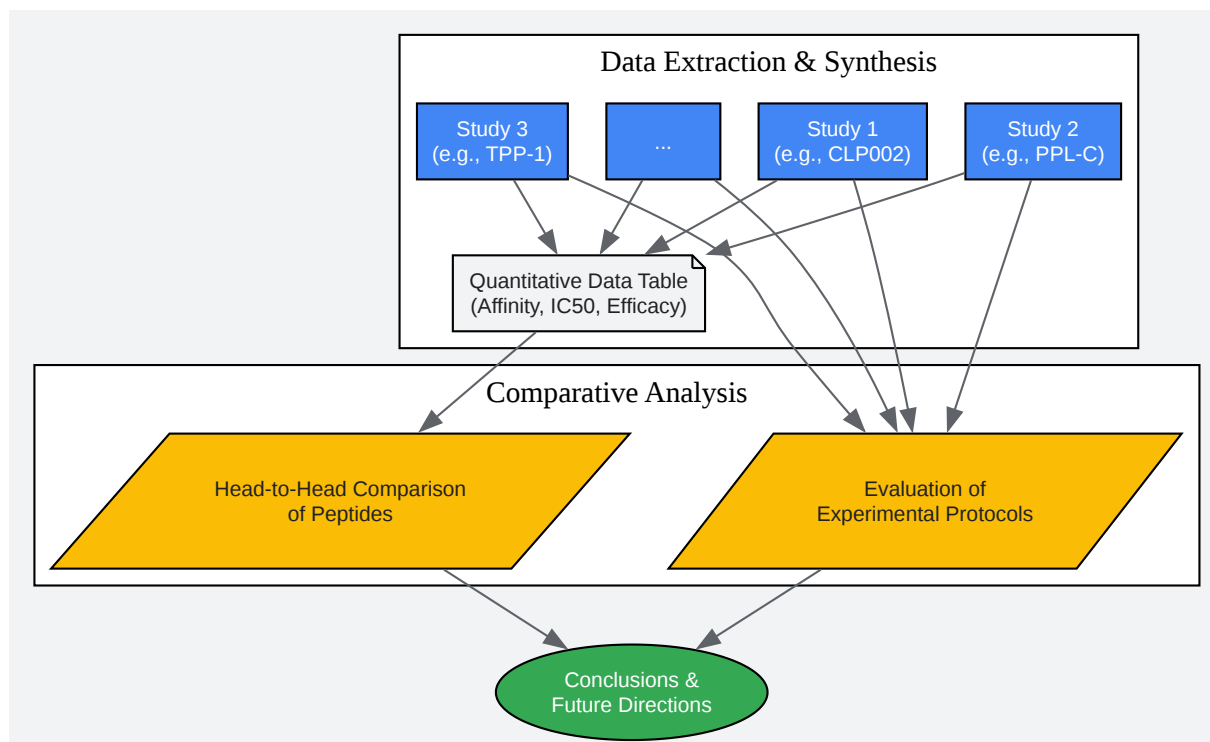 Data Extraction & Synthesis
Study 3
(e.g., TPP-1)
...
Study 1
(e.g., CLP002)
Study 2
(e.g., PPL-C)
Quantitative Data Table
(Affinity, IC50, Efficacy)
Comparative Analysis
Head-to-Head Comparison
of Peptides
Evaluation of
Experimental Protocols
Conclusions &
Future Directions